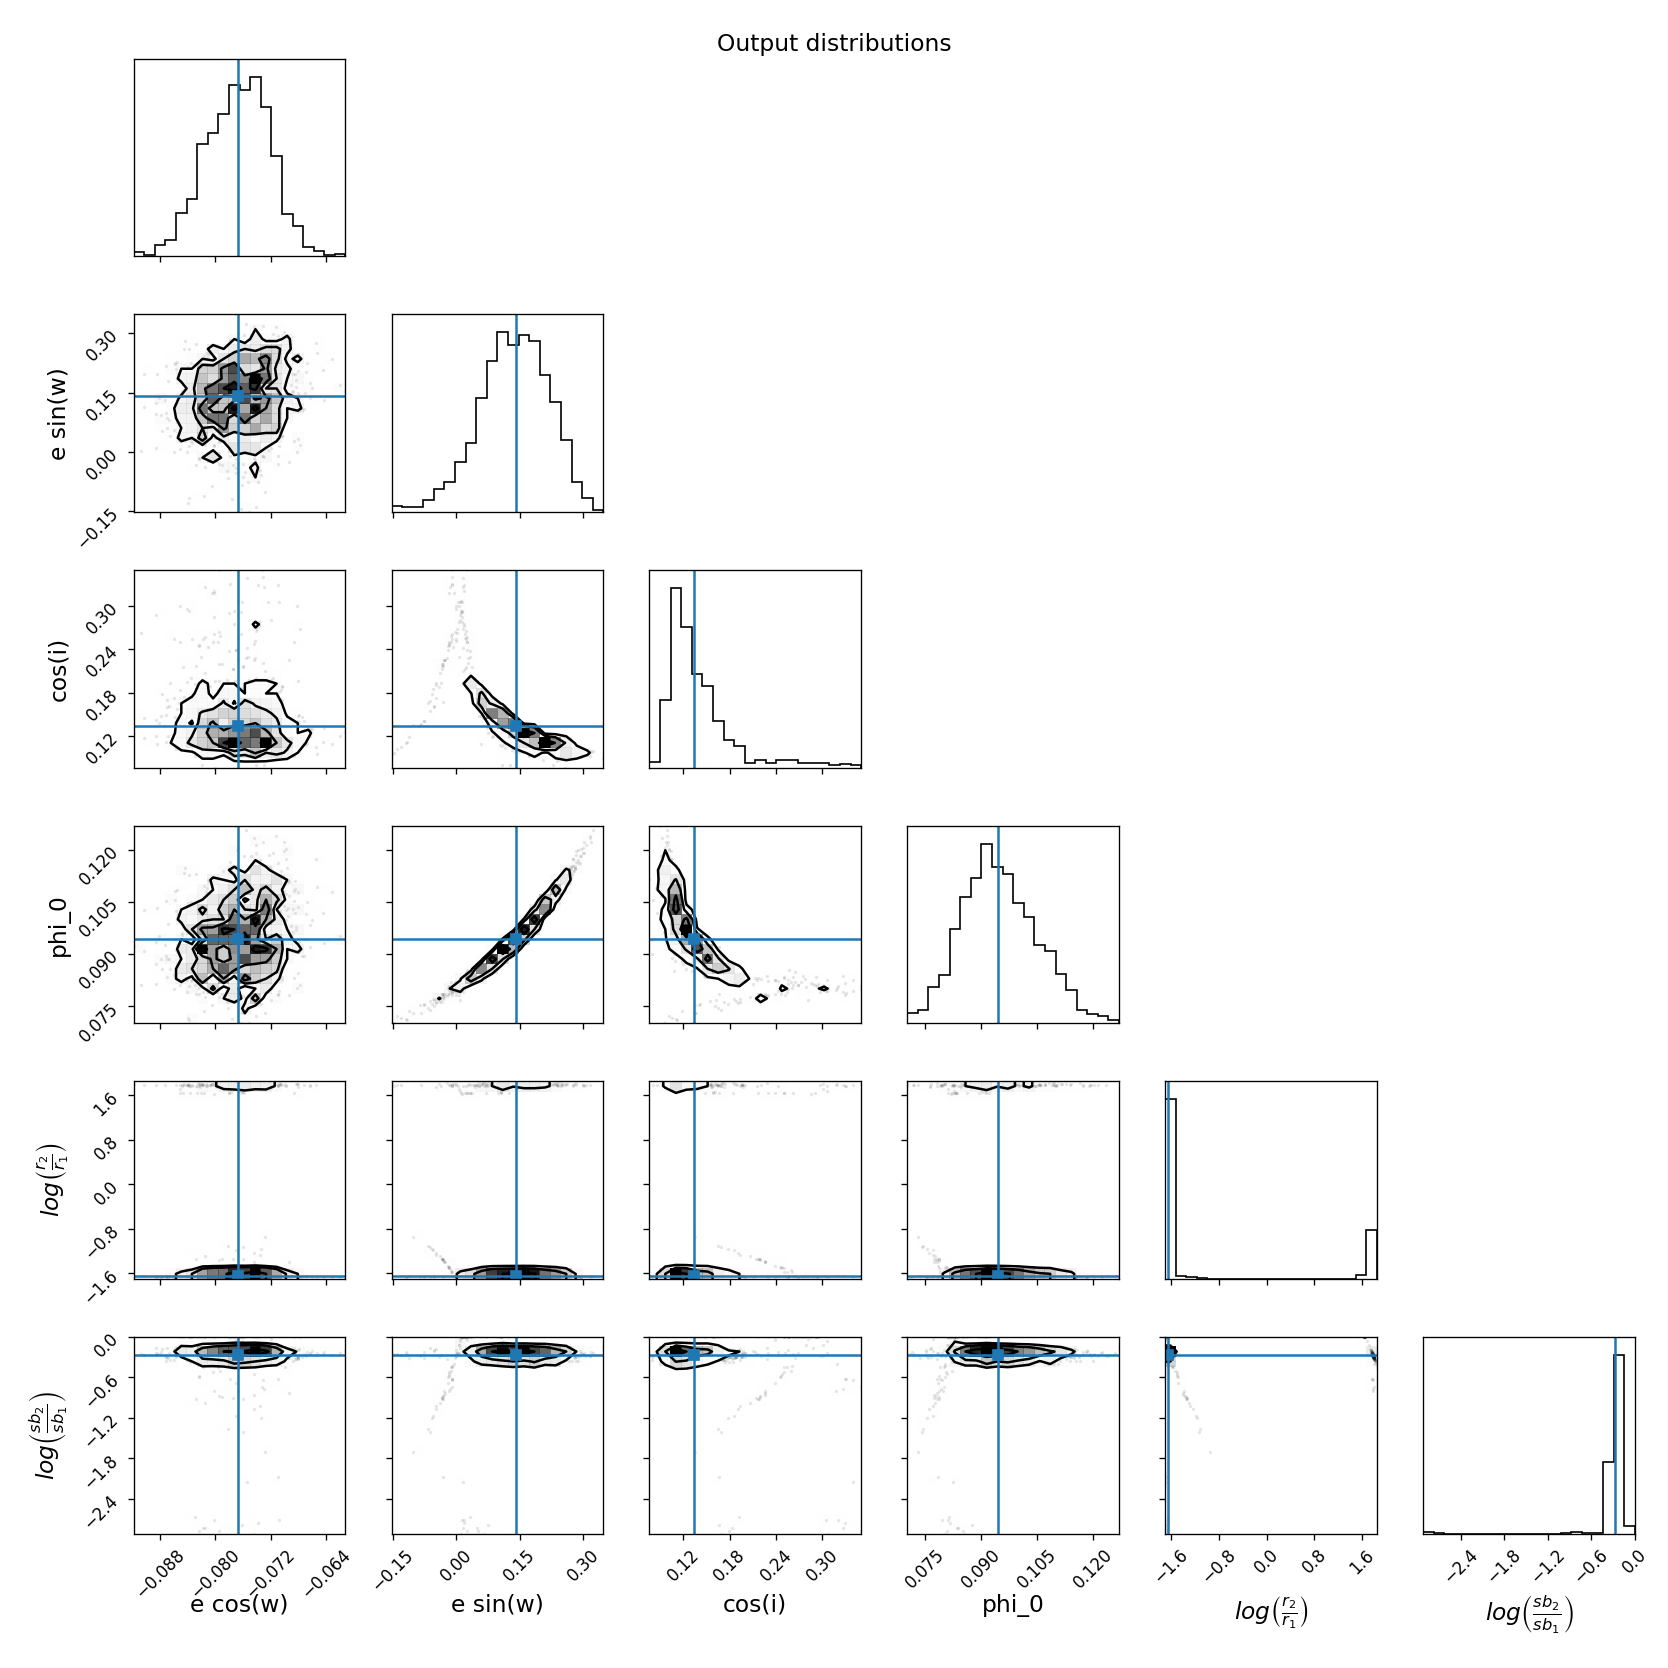 Output distributions
e sin(w)
0.30
0.15
0.00
−0.15
cos(i)
0.30
0.24
0.18
0.12
phi_0
0.120
0.105
0.090
0.075
log(r₂/r₁)
1.6
0.8
0.0
−0.8
−1.6
log(sb₂/sb₁)
0.0
−0.6
−1.2
−1.8
−2.4
−0.088 −0.080 −0.072 −0.064
−0.15 0.00 0.15 0.30
0.12 0.18 0.24 0.30
0.075 0.090 0.105 0.120
−1.6 −0.8 0.0 0.8 1.6
−2.4 −1.8 −1.2 −0.6 0.0
e cos(w)
e sin(w)
cos(i)
phi_0
log(r₂/r₁)
log(sb₂/sb₁)